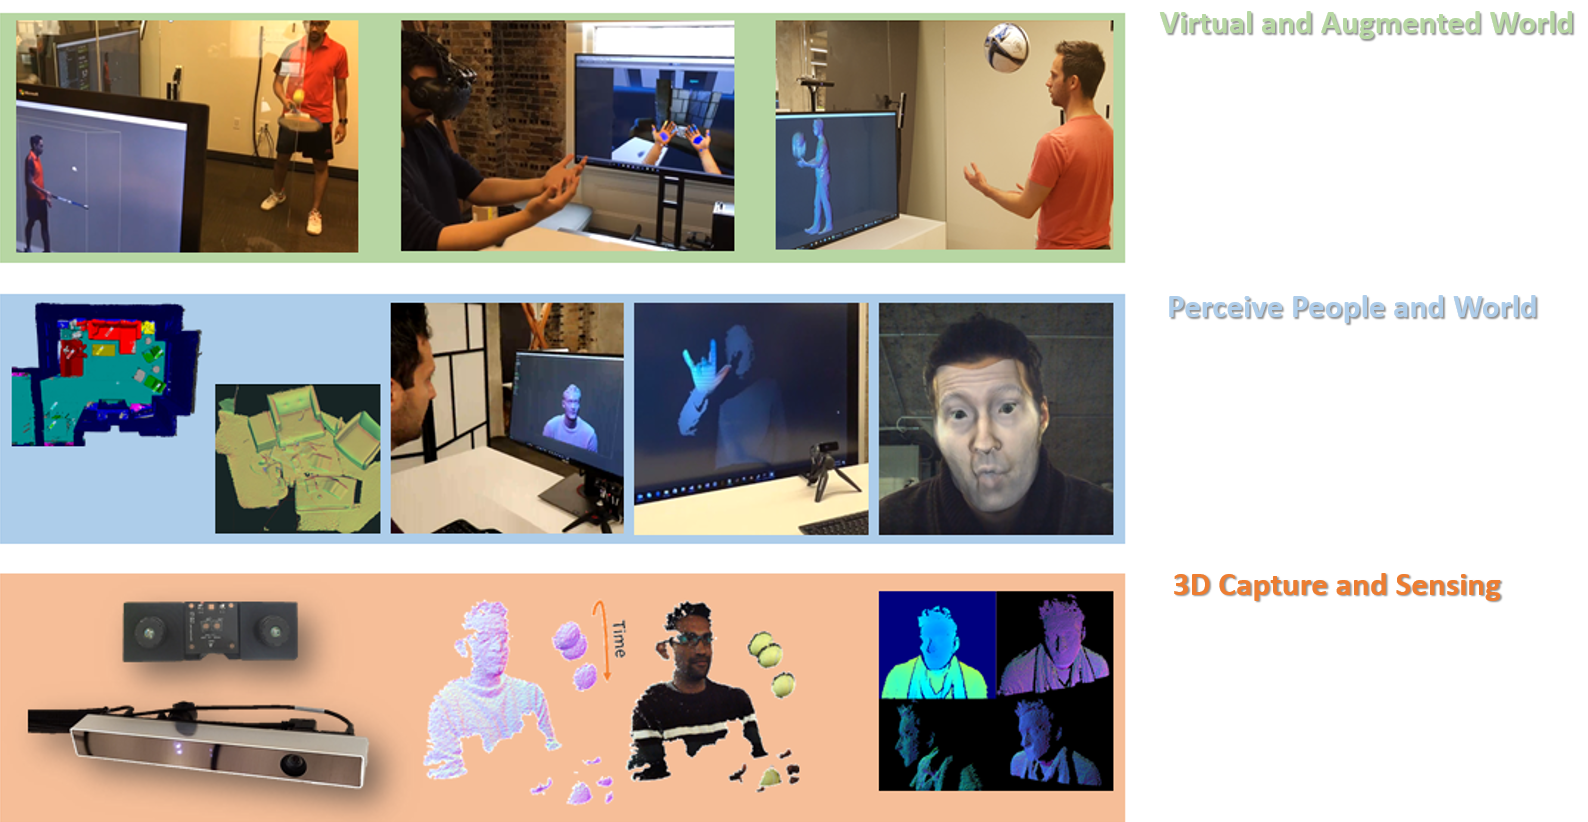 Virtual and Augmented World
Perceive People and World
3D Capture and Sensing
Time